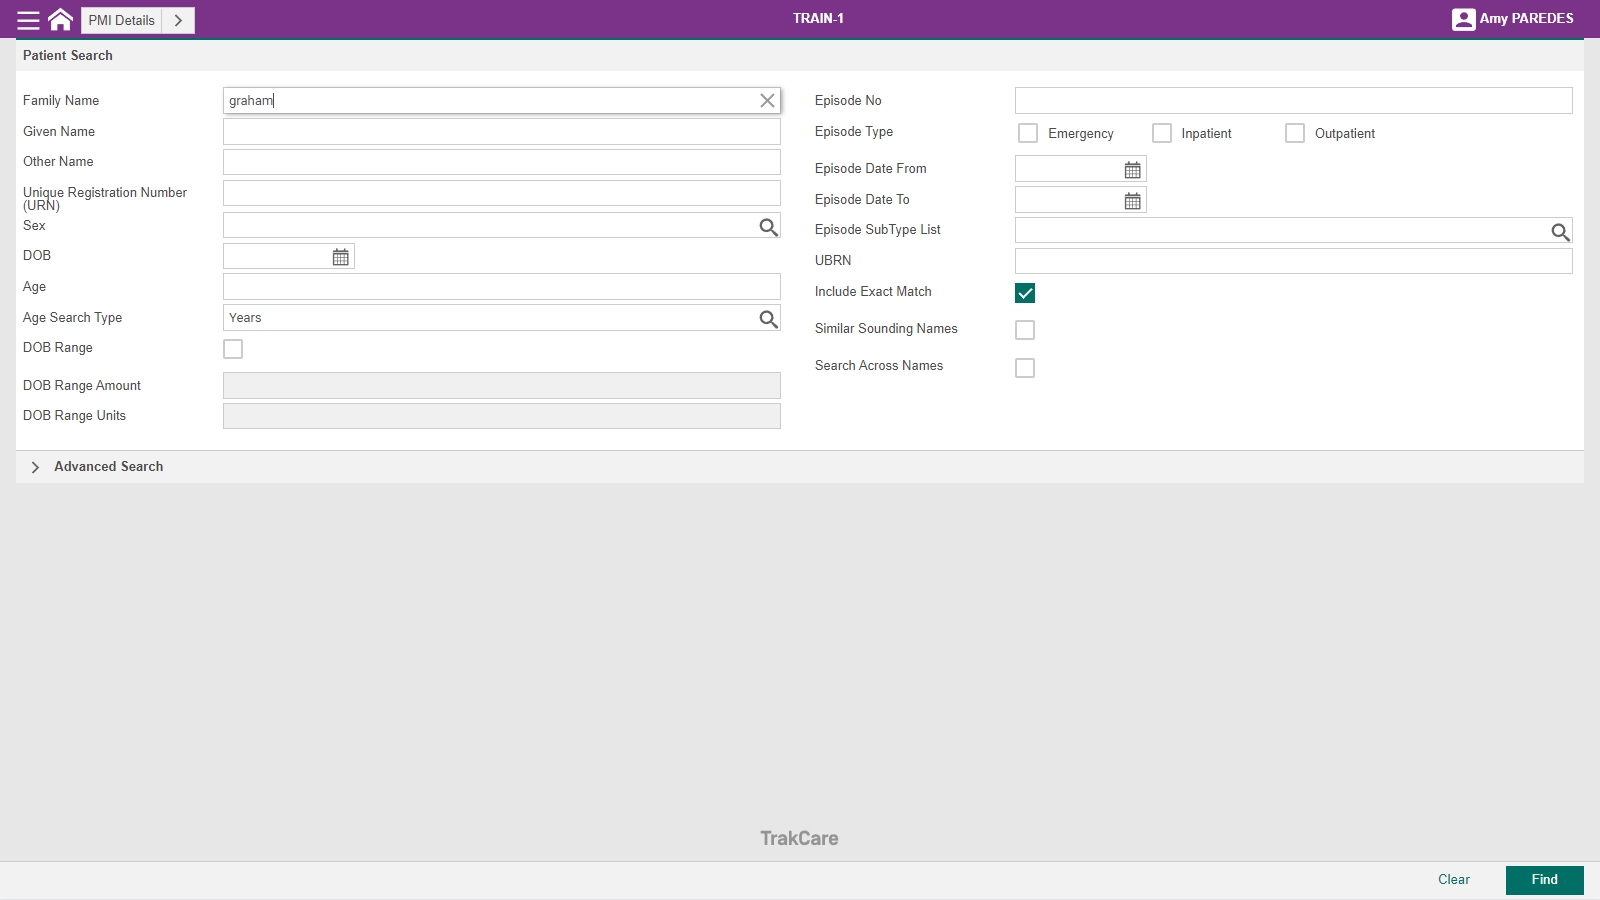 PMI Details
TRAIN-1
Amy PAREDES
Patient Search
Family Name
graham
Given Name
Other Name
Unique Registration Number
(URN)
Sex
DOB
Age
Age Search Type
Years
DOB Range
DOB Range Amount
DOB Range Units
Episode No
Episode Type
Emergency
Inpatient
Outpatient
Episode Date From
Episode Date To
Episode SubType List
UBRN
Include Exact Match
Similar Sounding Names
Search Across Names
Advanced Search
TrakCare
Clear
Find